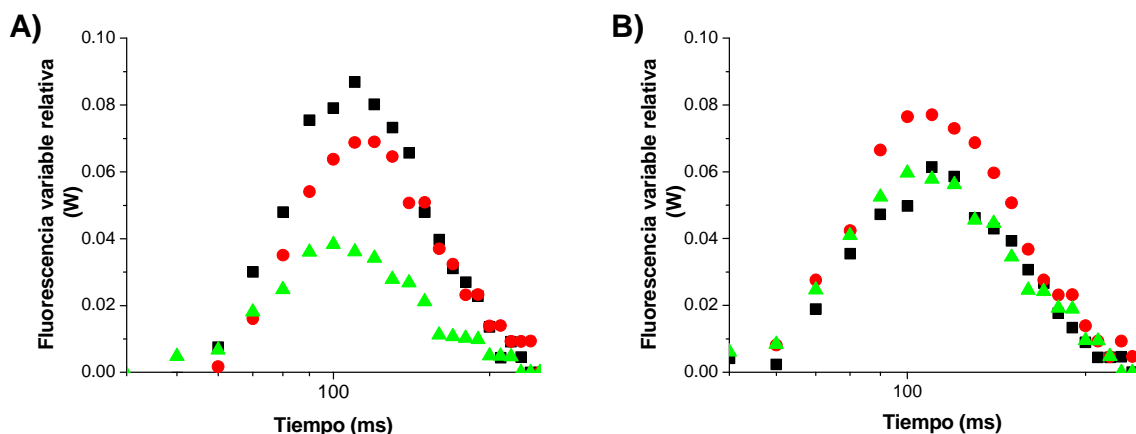 A)
0.10
0.08
0.06
0.04
0.02
0.00
Fluorescencia variable relativa
(W)
100
Tiempo (ms)
B)
0.10
0.08
0.06
0.04
0.02
0.00
Fluorescencia variable relativa
(W)
100
Tiempo (ms)